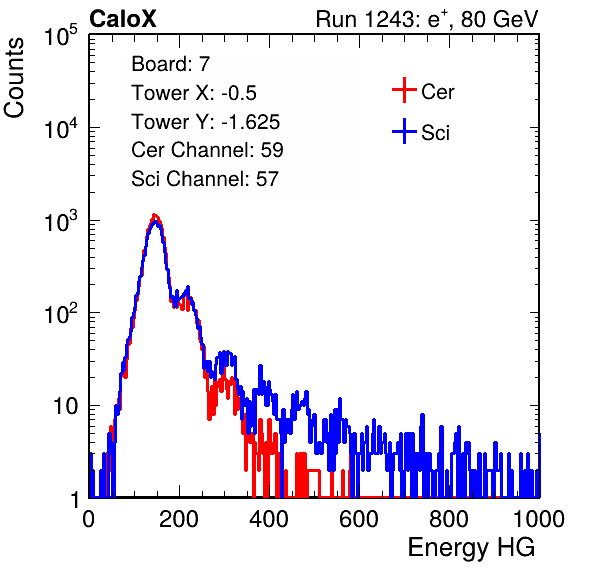 CaloX Run 1243: e⁺, 80 GeV
Counts
10⁵
10⁴
10³
10²
10
1
Board: 7
Tower X: -0.5
Tower Y: -1.625
Cer Channel: 59
Sci Channel: 57
Cer
Sci
0 200 400 600 800 1000
Energy HG